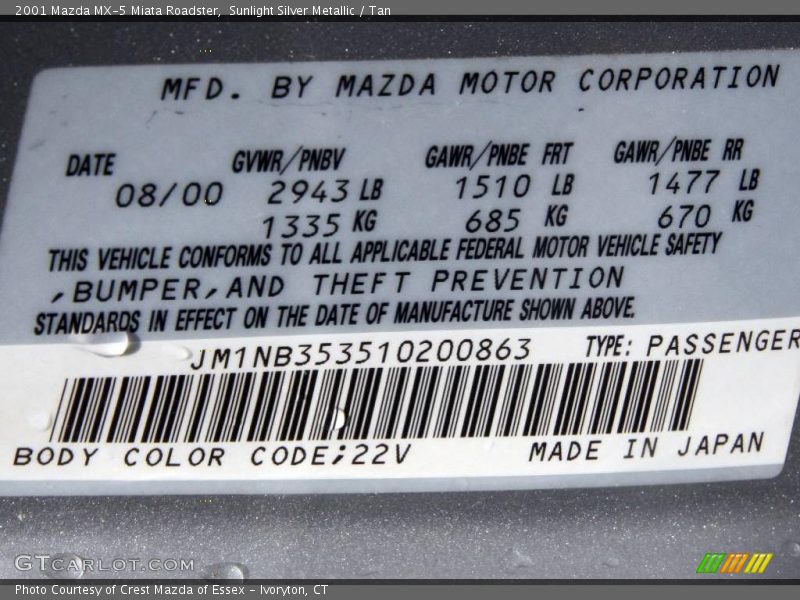 2001 Mazda MX-5 Miata Roadster, Sunlight Silver Metallic / Tan
MFD. BY MAZDA MOTOR CORPORATION
DATE GVWR/PNBV GAWR/PNBE FRT GAWR/PNBE RR
08/00 2943 LB 1510 LB 1477 LB
1335 KG 685 KG 670 KG
THIS VEHICLE CONFORMS TO ALL APPLICABLE FEDERAL MOTOR VEHICLE SAFETY
,BUMPER,AND THEFT PREVENTION
STANDARDS IN EFFECT ON THE DATE OF MANUFACTURE SHOWN ABOVE.
JM1NB353510200863 TYPE: PASSENGER
BODY COLOR CODE;22V MADE IN JAPAN
GTCARLOT.COM
Photo Courtesy of Crest Mazda of Essex - Ivoryton, CT